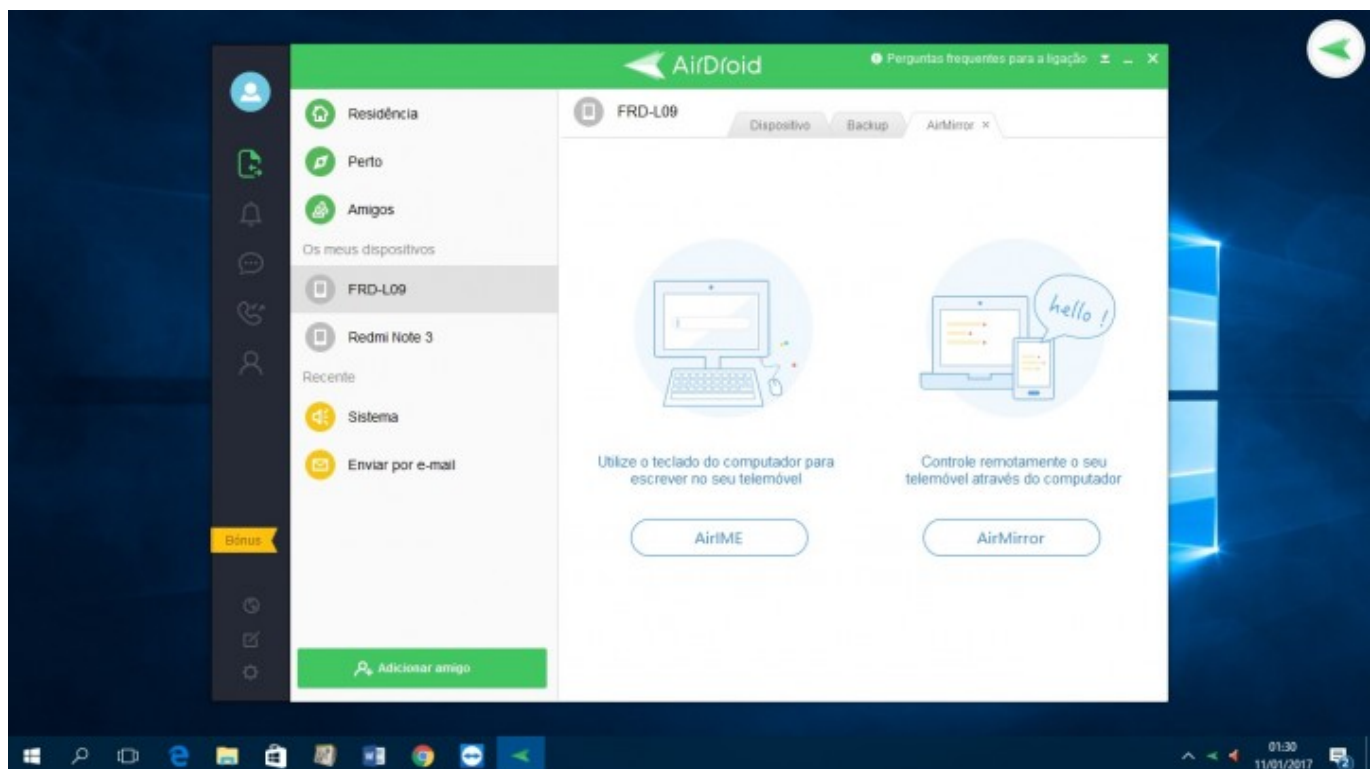 AirDroid
Perguntas frequentes para a ligação
Residência
Perto
Amigos
Os meus dispositivos
FRD-L09
Redmi Note 3
Recente
Sistema
Enviar por e-mail
Bónus
Adicionar amigo
FRD-L09
Dispositivo
Backup
AirMirror
hello !
Utilize o teclado do computador para
escrever no seu telemóvel
AirIME
Controle remotamente o seu
telemóvel através do computador
AirMirror
01:30
11/01/2017